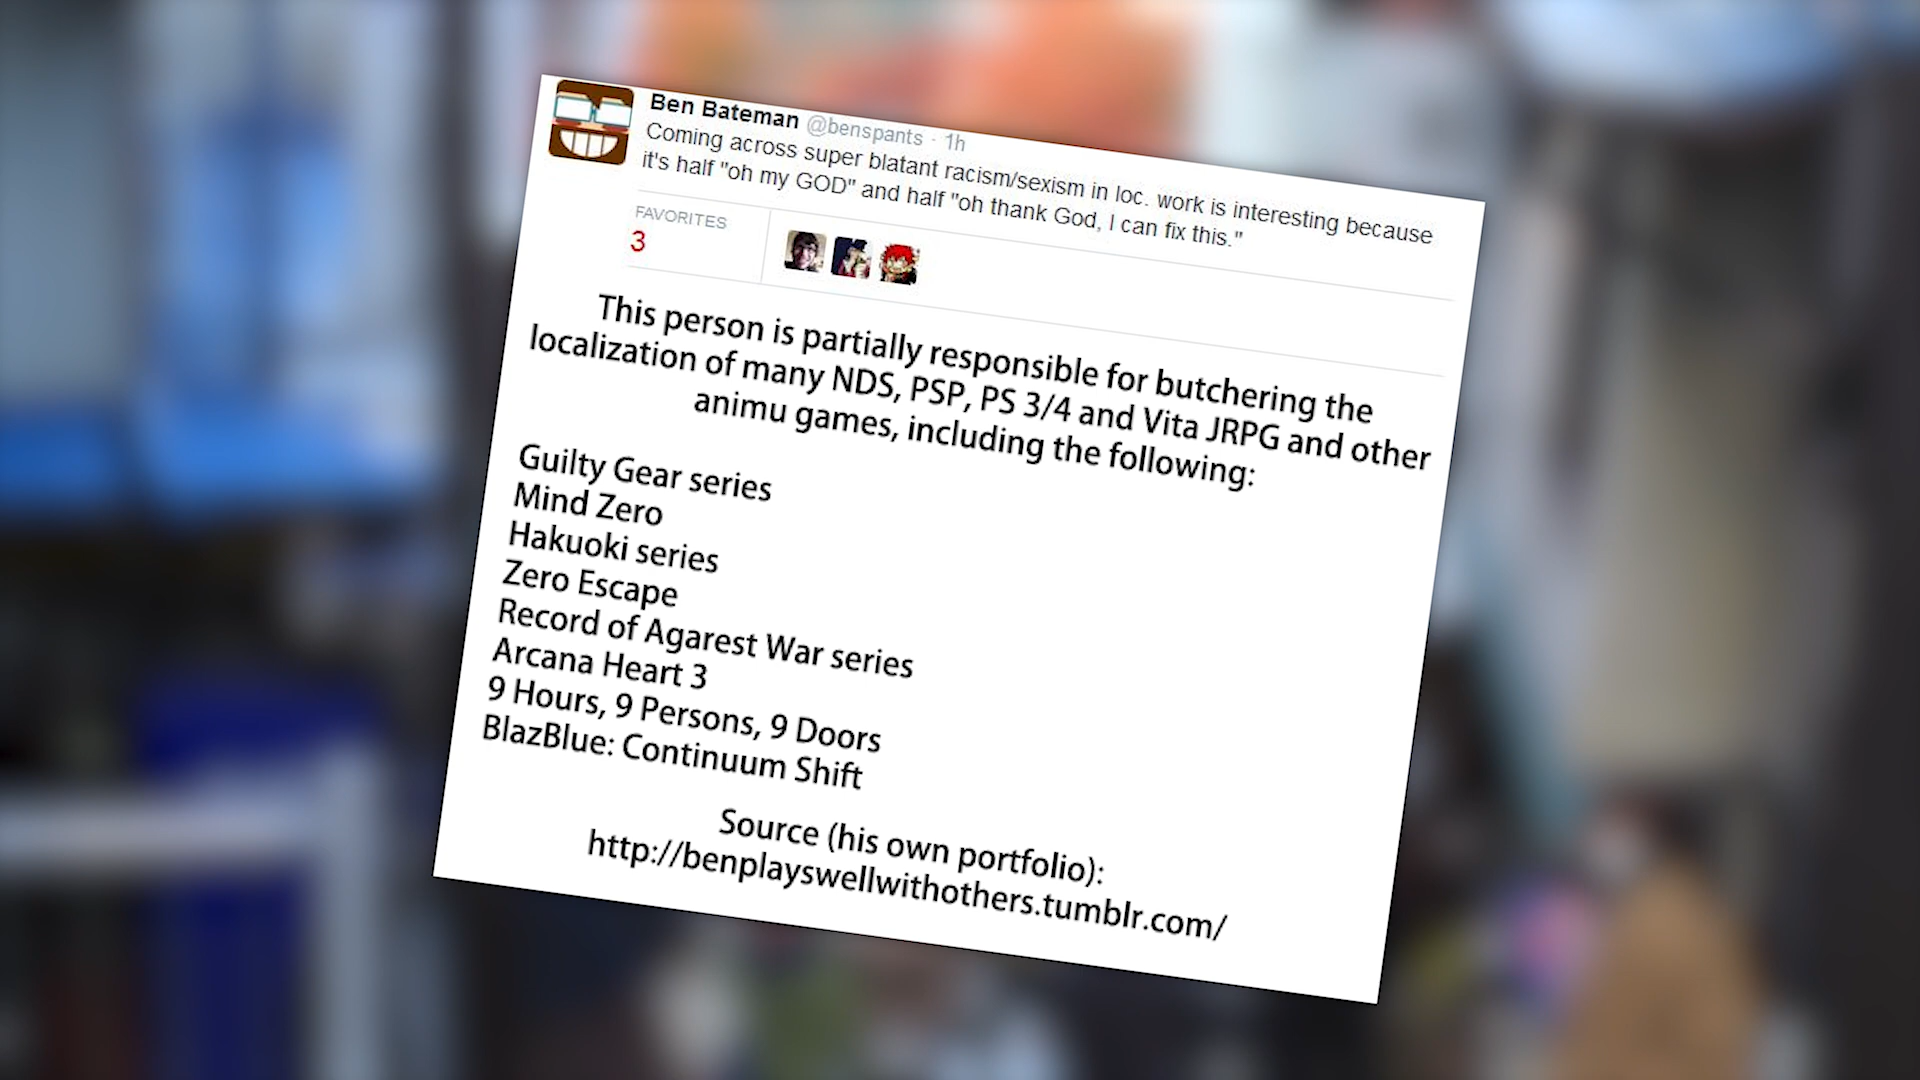 Ben Bateman @benspants · 1h
Coming across super blatant racism/sexism in loc. work is interesting because
it's half "oh my GOD" and half "oh thank God, I can fix this."
FAVORITES
3
This person is partially responsible for butchering the
localization of many NDS, PSP, PS 3/4 and Vita JRPG and other
animu games, including the following:
Guilty Gear series
Mind Zero
Hakuoki series
Zero Escape
Record of Agarest War series
Arcana Heart 3
9 Hours, 9 Persons, 9 Doors
BlazBlue: Continuum Shift
Source (his own portfolio):
http://benplayswellwithothers.tumblr.com/